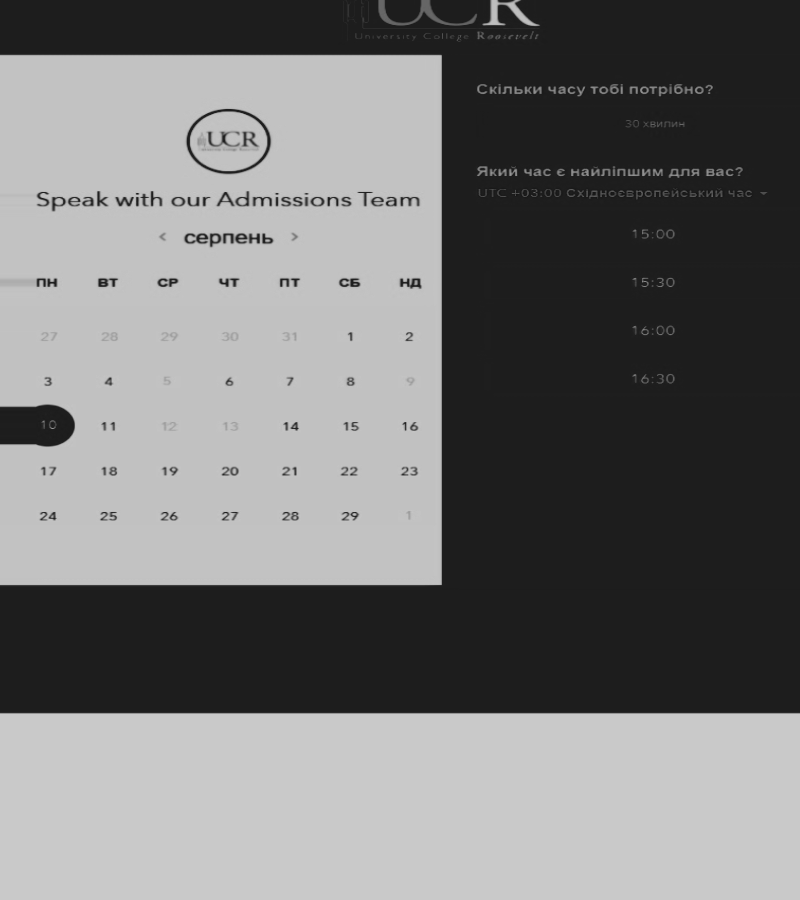 UCR
University College Roosevelt
UCR
Speak with our Admissions Team
< серпень >
ПН ВТ СР ЧТ ПТ СБ НД
27 28 29 30 31 1 2
3 4 5 6 7 8 9
10 11 12 13 14 15 16
17 18 19 20 21 22 23
24 25 26 27 28 29 1
Скільки часу тобі потрібно?
30 хвилин
Який час є найліпшим для вас?
UTC +03:00 Східноєвропейський час
15:00
15:30
16:00
16:30